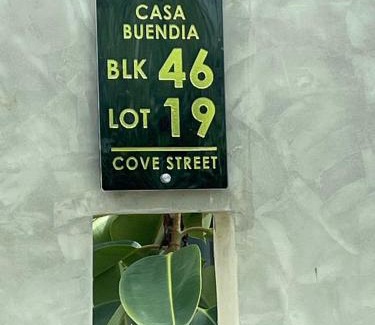 CASA
BUENDIA
BLK 46
LOT 19
COVE STREET